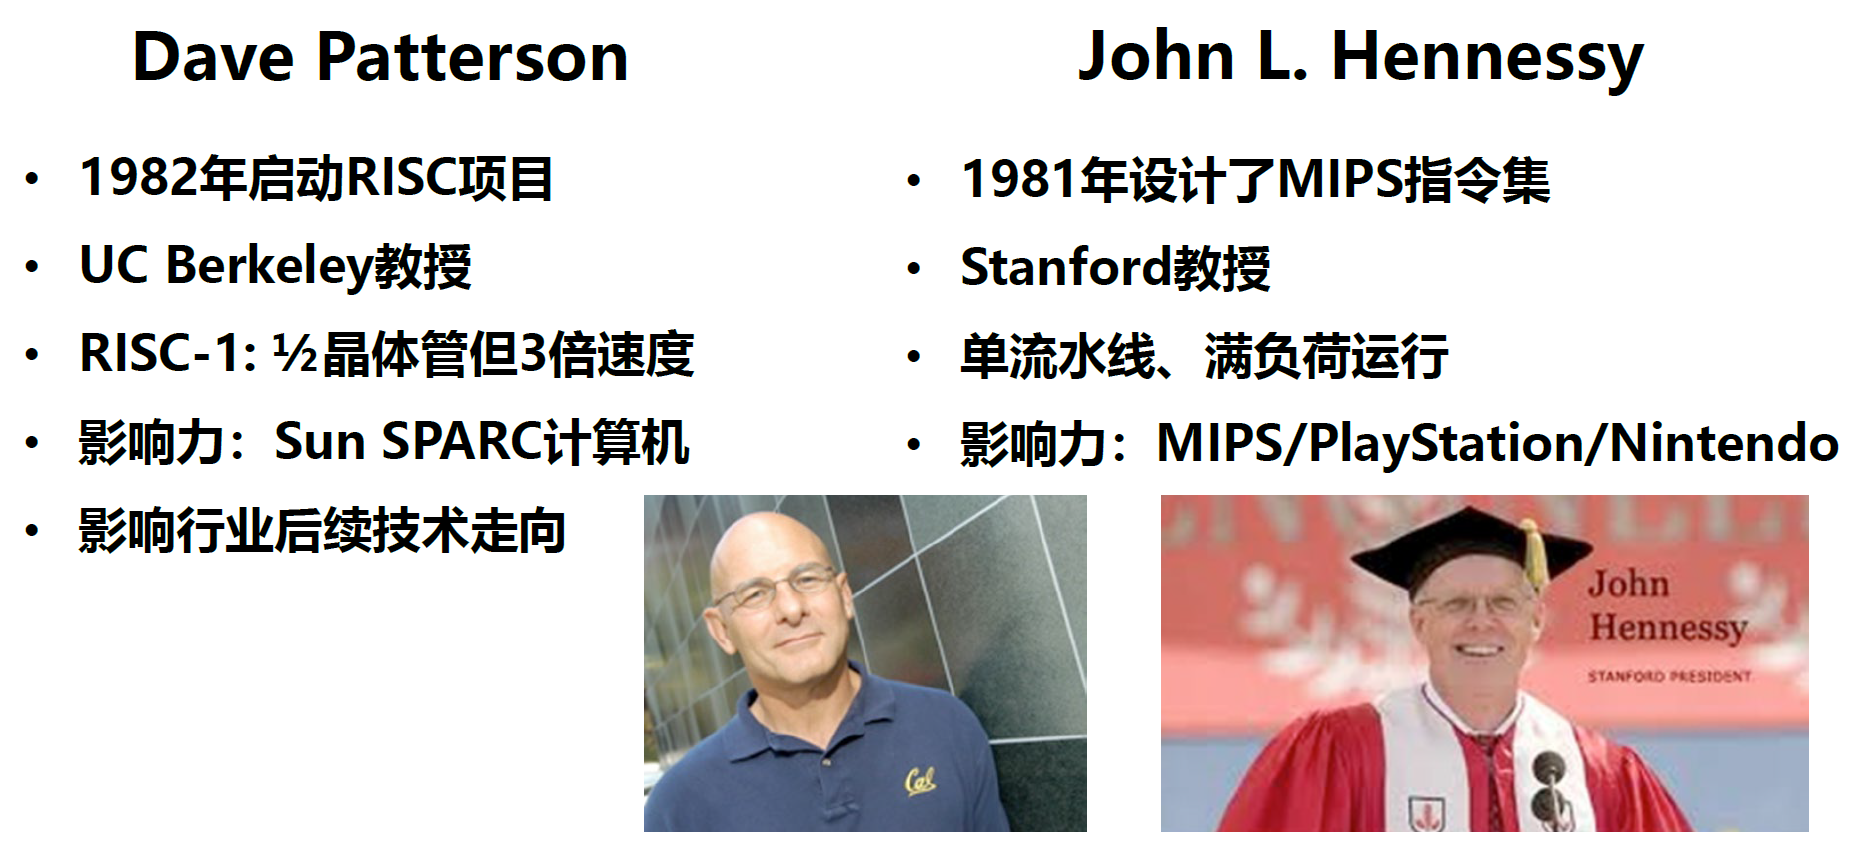 Dave Patterson
• 1982年启动RISC项目
• UC Berkeley教授
• RISC-1: ½晶体管但3倍速度
• 影响力：Sun SPARC计算机
• 影响行业后续技术走向
John L. Hennessy
• 1981年设计了MIPS指令集
• Stanford教授
• 单流水线、满负荷运行
• 影响力：MIPS/PlayStation/Nintendo
Cal
John
Hennessy
STANFORD PRESIDENT